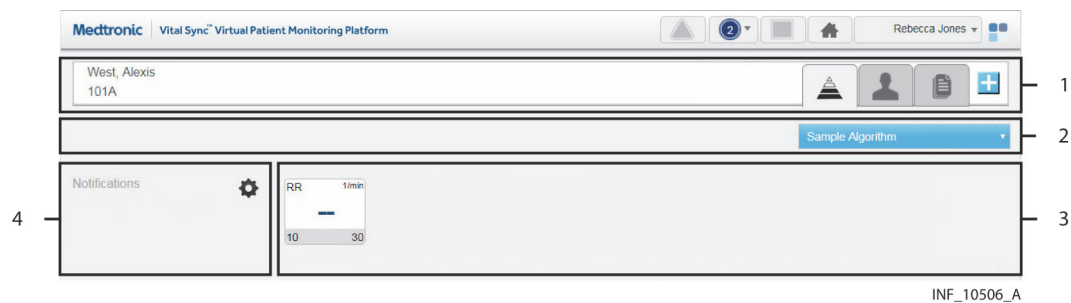 Medtronic Vital Sync™ Virtual Patient Monitoring Platform 2 Rebecca Jones
West, Alexis
101A
1
Sample Algorithm
2
Notifications
RR 1/min
--
10 30
4
3
INF_10506_A